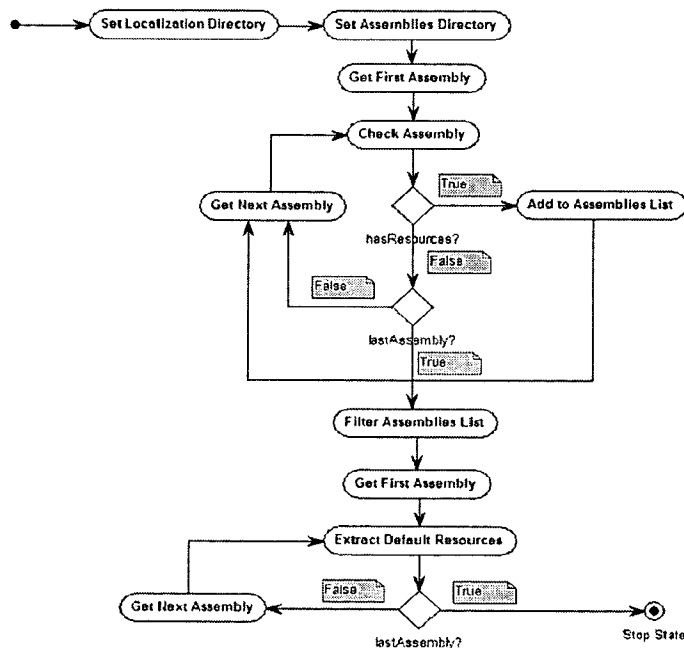 Set Localization Directory
Set Assemblies Directory
Get First Assembly
Check Assembly
True
Get Next Assembly
Add to Assemblies List
hasResources?
False
False
lastAssembly?
True
Filter Assemblies List
Get First Assembly
Extract Default Resources
False
True
Get Next Assembly
lastAssembly?
Stop State